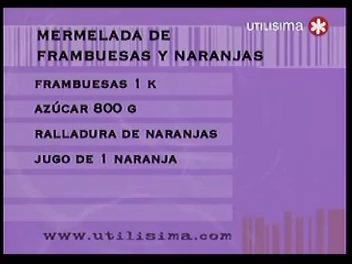 UTILISIMA
MERMELADA DE
FRAMBUESAS Y NARANJAS
FRAMBUESAS 1 K
AZÚCAR 800 G
RALLADURA DE NARANJAS
JUGO DE 1 NARANJA
www.utilisima.com